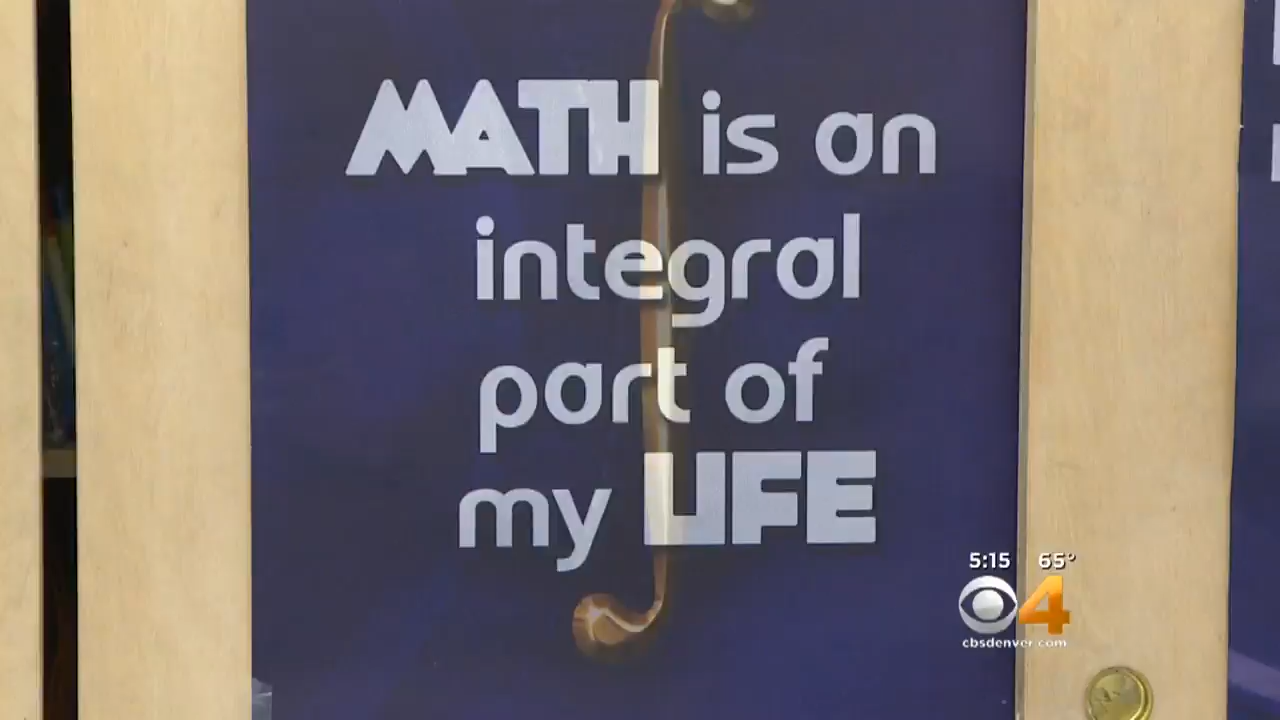 MATH is an
integral
part of
my LIFE
5:15 65°
4
cbsdenver.com